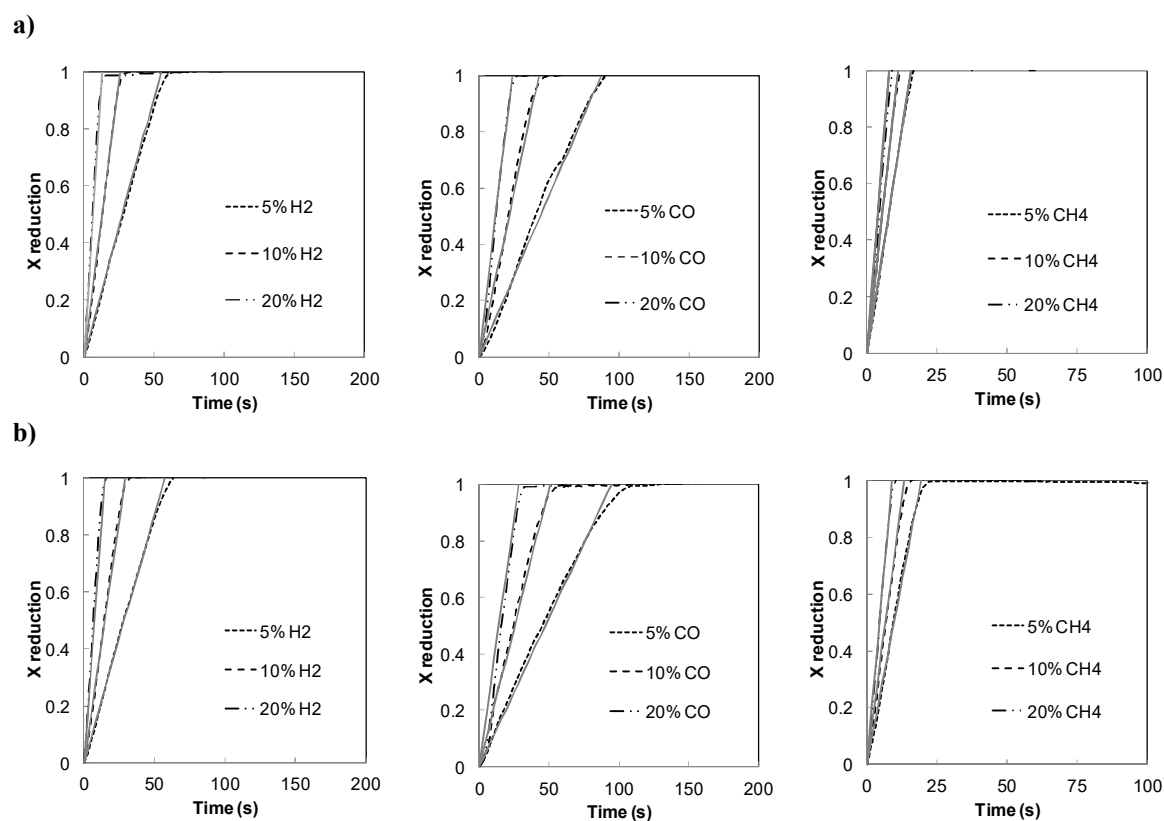 a)
1
0.8
0.6
0.4
0.2
0
X reduction
5% H2
10% H2
20% H2
0 50 100 150 200
Time (s)
1
0.8
0.6
0.4
0.2
0
X reduction
5% CO
10% CO
20% CO
0 50 100 150 200
Time (s)
1
0.8
0.6
0.4
0.2
0
X reduction
5% CH4
10% CH4
20% CH4
0 25 50 75 100
Time (s)
b)
1
0.8
0.6
0.4
0.2
0
X reduction
5% H2
10% H2
20% H2
0 50 100 150 200
Time (s)
1
0.8
0.6
0.4
0.2
0
X reduction
5% CO
10% CO
20% CO
0 50 100 150 200
Time (s)
1
0.8
0.6
0.4
0.2
0
X reduction
5% CH4
10% CH4
20% CH4
0 25 50 75 100
Time (s)